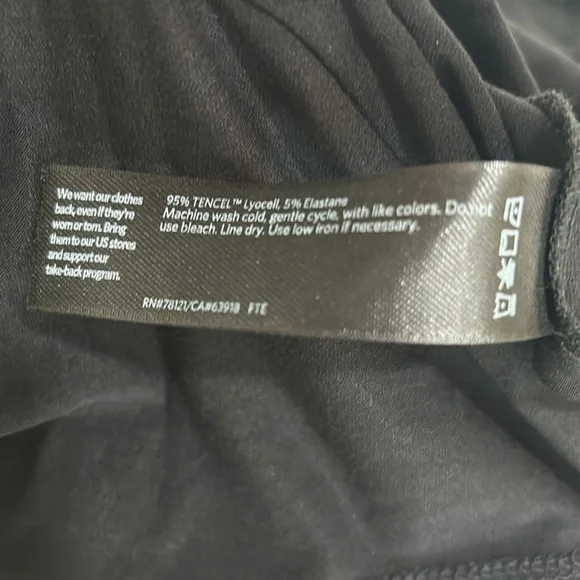 We want our clothes
back, even if they're
worn or torn. Bring
them to our US stores
and support our
take-back program.
95% TENCEL™ Lyocell, 5% Elastane
Machine wash cold, gentle cycle, with like colors. Do not
use bleach. Line dry. Use low iron if necessary.
RN#78121/CA#63918 FTE